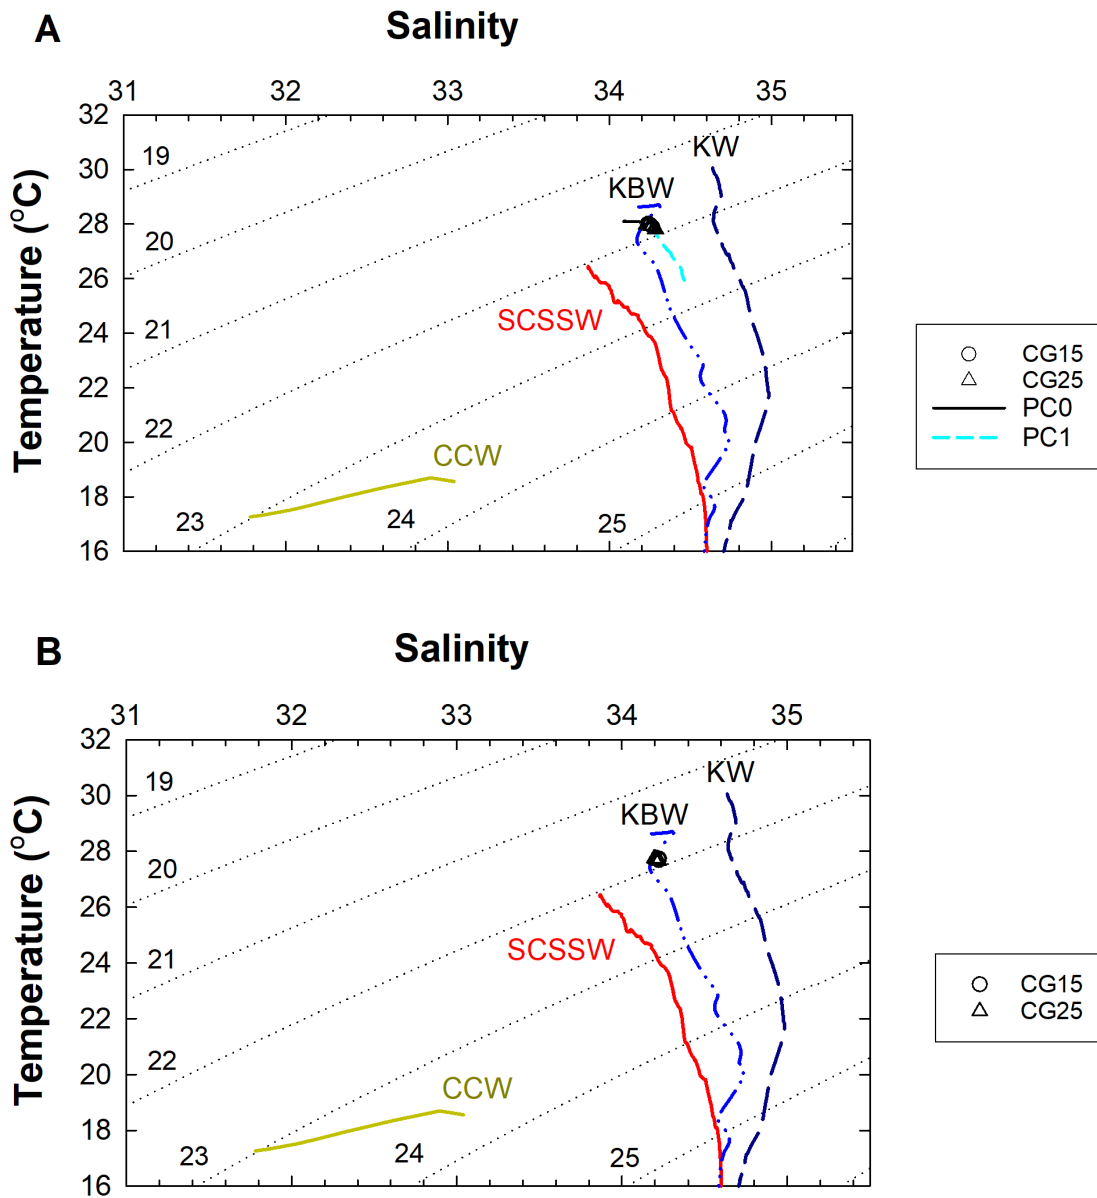 A
Salinity
31 32 33 34 35
32
30
28
26
24
22
20
18
16
Temperature (°C)
19
20
21
22
23
24
25
KW
KBW
SCSSW
CCW
CG15
CG25
PC0
PC1
B
Salinity
31 32 33 34 35
32
30
28
26
24
22
20
18
16
Temperature (°C)
19
20
21
22
23
24
25
KW
KBW
SCSSW
CCW
CG15
CG25